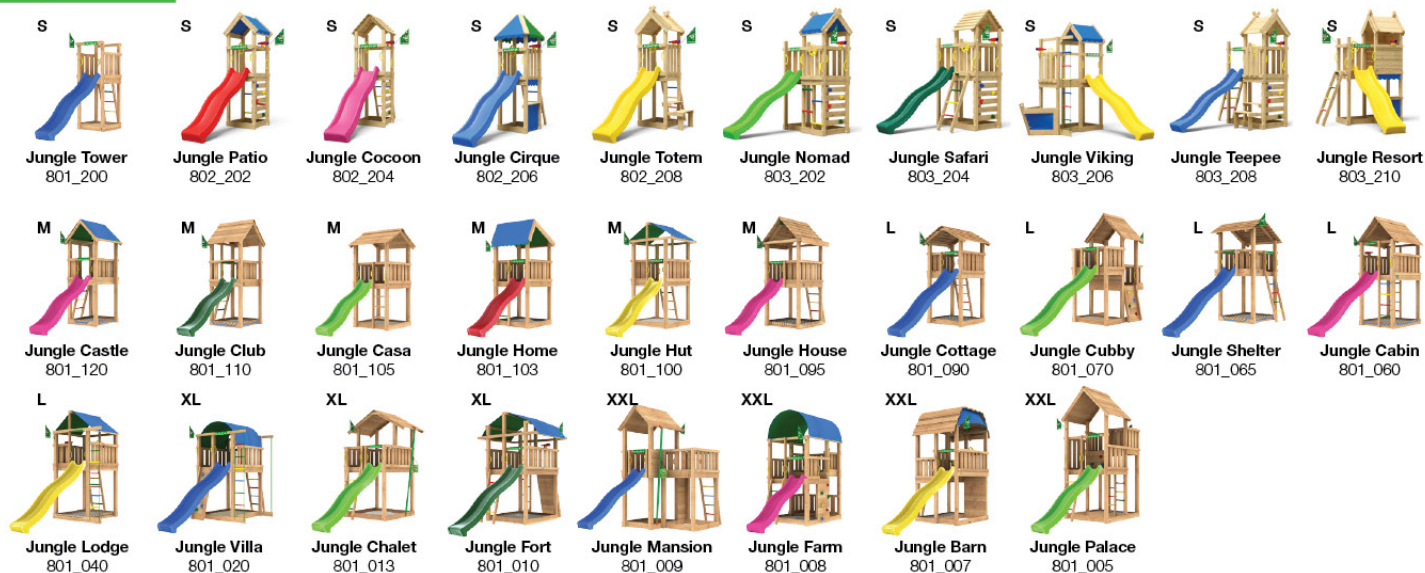 S S S S S S S S S S
Jungle Tower Jungle Patio Jungle Cocoon Jungle Cirque Jungle Totem Jungle Nomad Jungle Safari Jungle Viking Jungle Teepee Jungle Resort
801_200 802_202 802_204 802_206 802_208 803_202 803_204 803_206 803_208 803_210
M M M M M M L L L L
Jungle Castle Jungle Club Jungle Casa Jungle Home Jungle Hut Jungle House Jungle Cottage Jungle Cubby Jungle Shelter Jungle Cabin
801_120 801_110 801_105 801_103 801_100 801_095 801_090 801_070 801_065 801_060
L XL XL XL XXL XXL XXL XXL
Jungle Lodge Jungle Villa Jungle Chalet Jungle Fort Jungle Mansion Jungle Farm Jungle Barn Jungle Palace
801_040 801_020 801_013 801_010 801_009 801_008 801_007 801_005